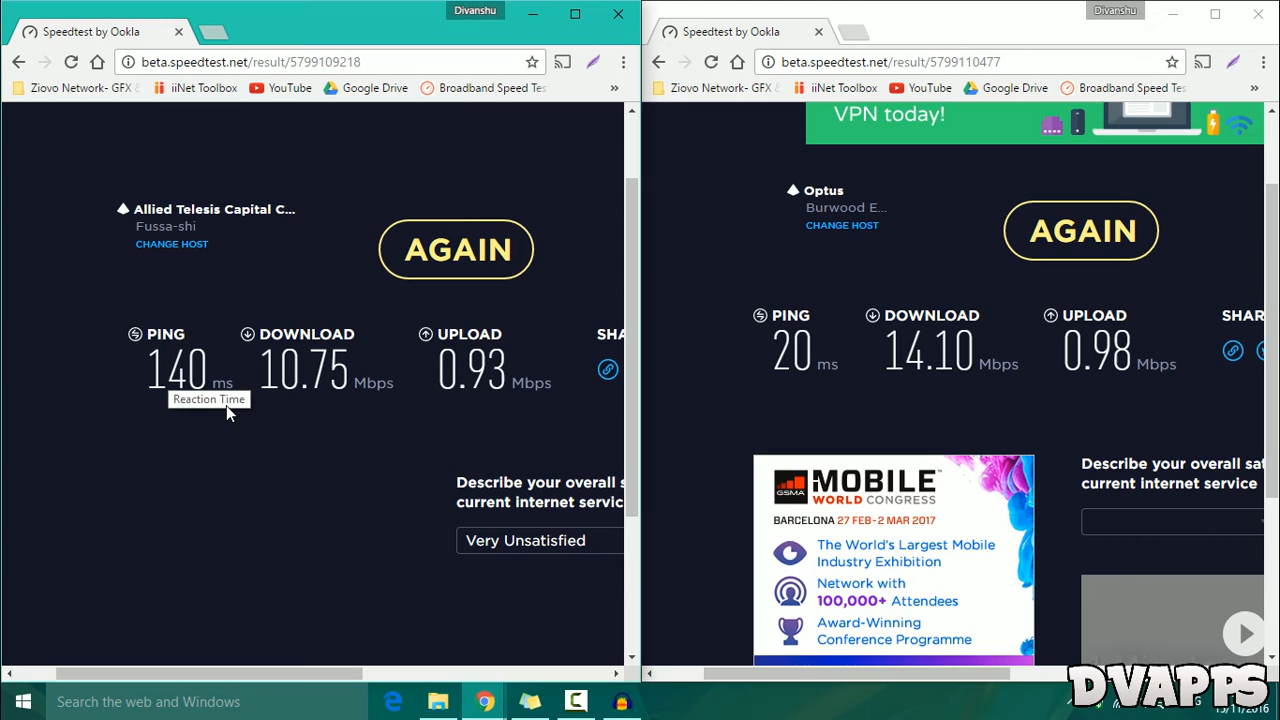 Divanshu
Speedtest by Ookla
beta.speedtest.net/result/5799109218
Ziovo Network- GFX
iiNet Toolbox
YouTube
Google Drive
Broadband Speed Tes
»
Allied Telesis Capital C...
Fussa-shi
CHANGE HOST
AGAIN
PING
140 ms
DOWNLOAD
10.75 Mbps
UPLOAD
0.93 Mbps
SHA
Reaction Time
Describe your overall s
current internet servic
Very Unsatisfied
Divanshu
Speedtest by Ookla
beta.speedtest.net/result/5799110477
Ziovo Network- GFX
iiNet Toolbox
YouTube
Google Drive
Broadband Speed Tes
»
VPN today!
Optus
Burwood E...
CHANGE HOST
AGAIN
PING
20 ms
DOWNLOAD
14.10 Mbps
UPLOAD
0.98 Mbps
SHAR
GSMA
MOBILE
WORLD CONGRESS
BARCELONA 27 FEB-2 MAR 2017
The World's Largest Mobile
Industry Exhibition
Network with
100,000+ Attendees
Award-Winning
Conference Programme
Describe your overall sat
current internet service
Search the web and Windows
DVAPPS
15/11/2016